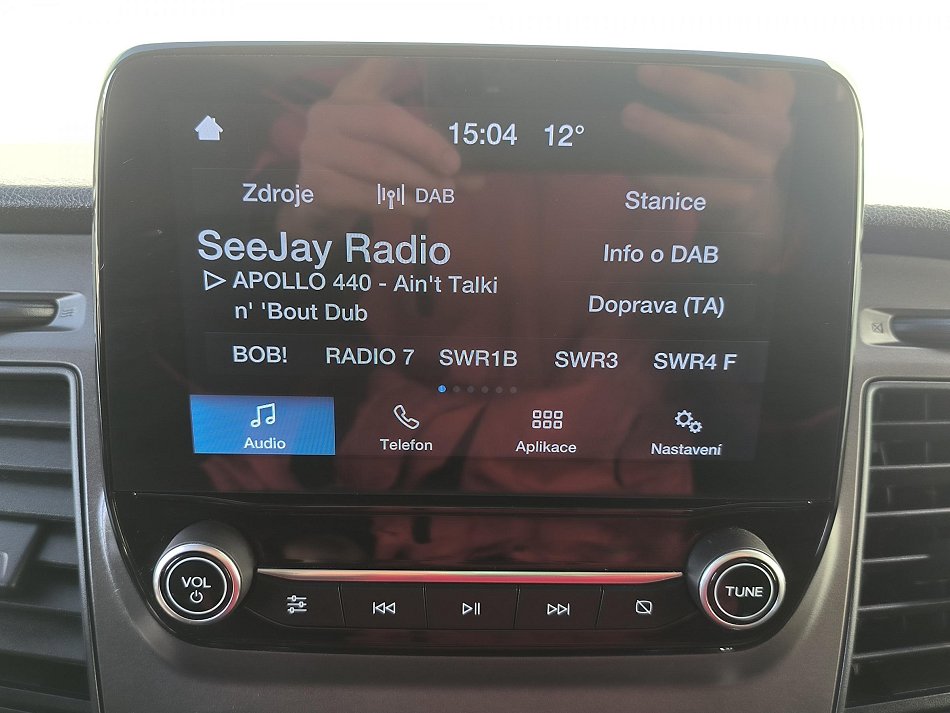 15:04 12°
Zdroje DAB Stanice
SeeJay Radio
Info o DAB
APOLLO 440 - Ain't Talki
n' 'Bout Dub
Doprava (TA)
BOB! RADIO 7 SWR1B SWR3 SWR4 F
Audio Telefon Aplikace Nastavení
VOL
TUNE